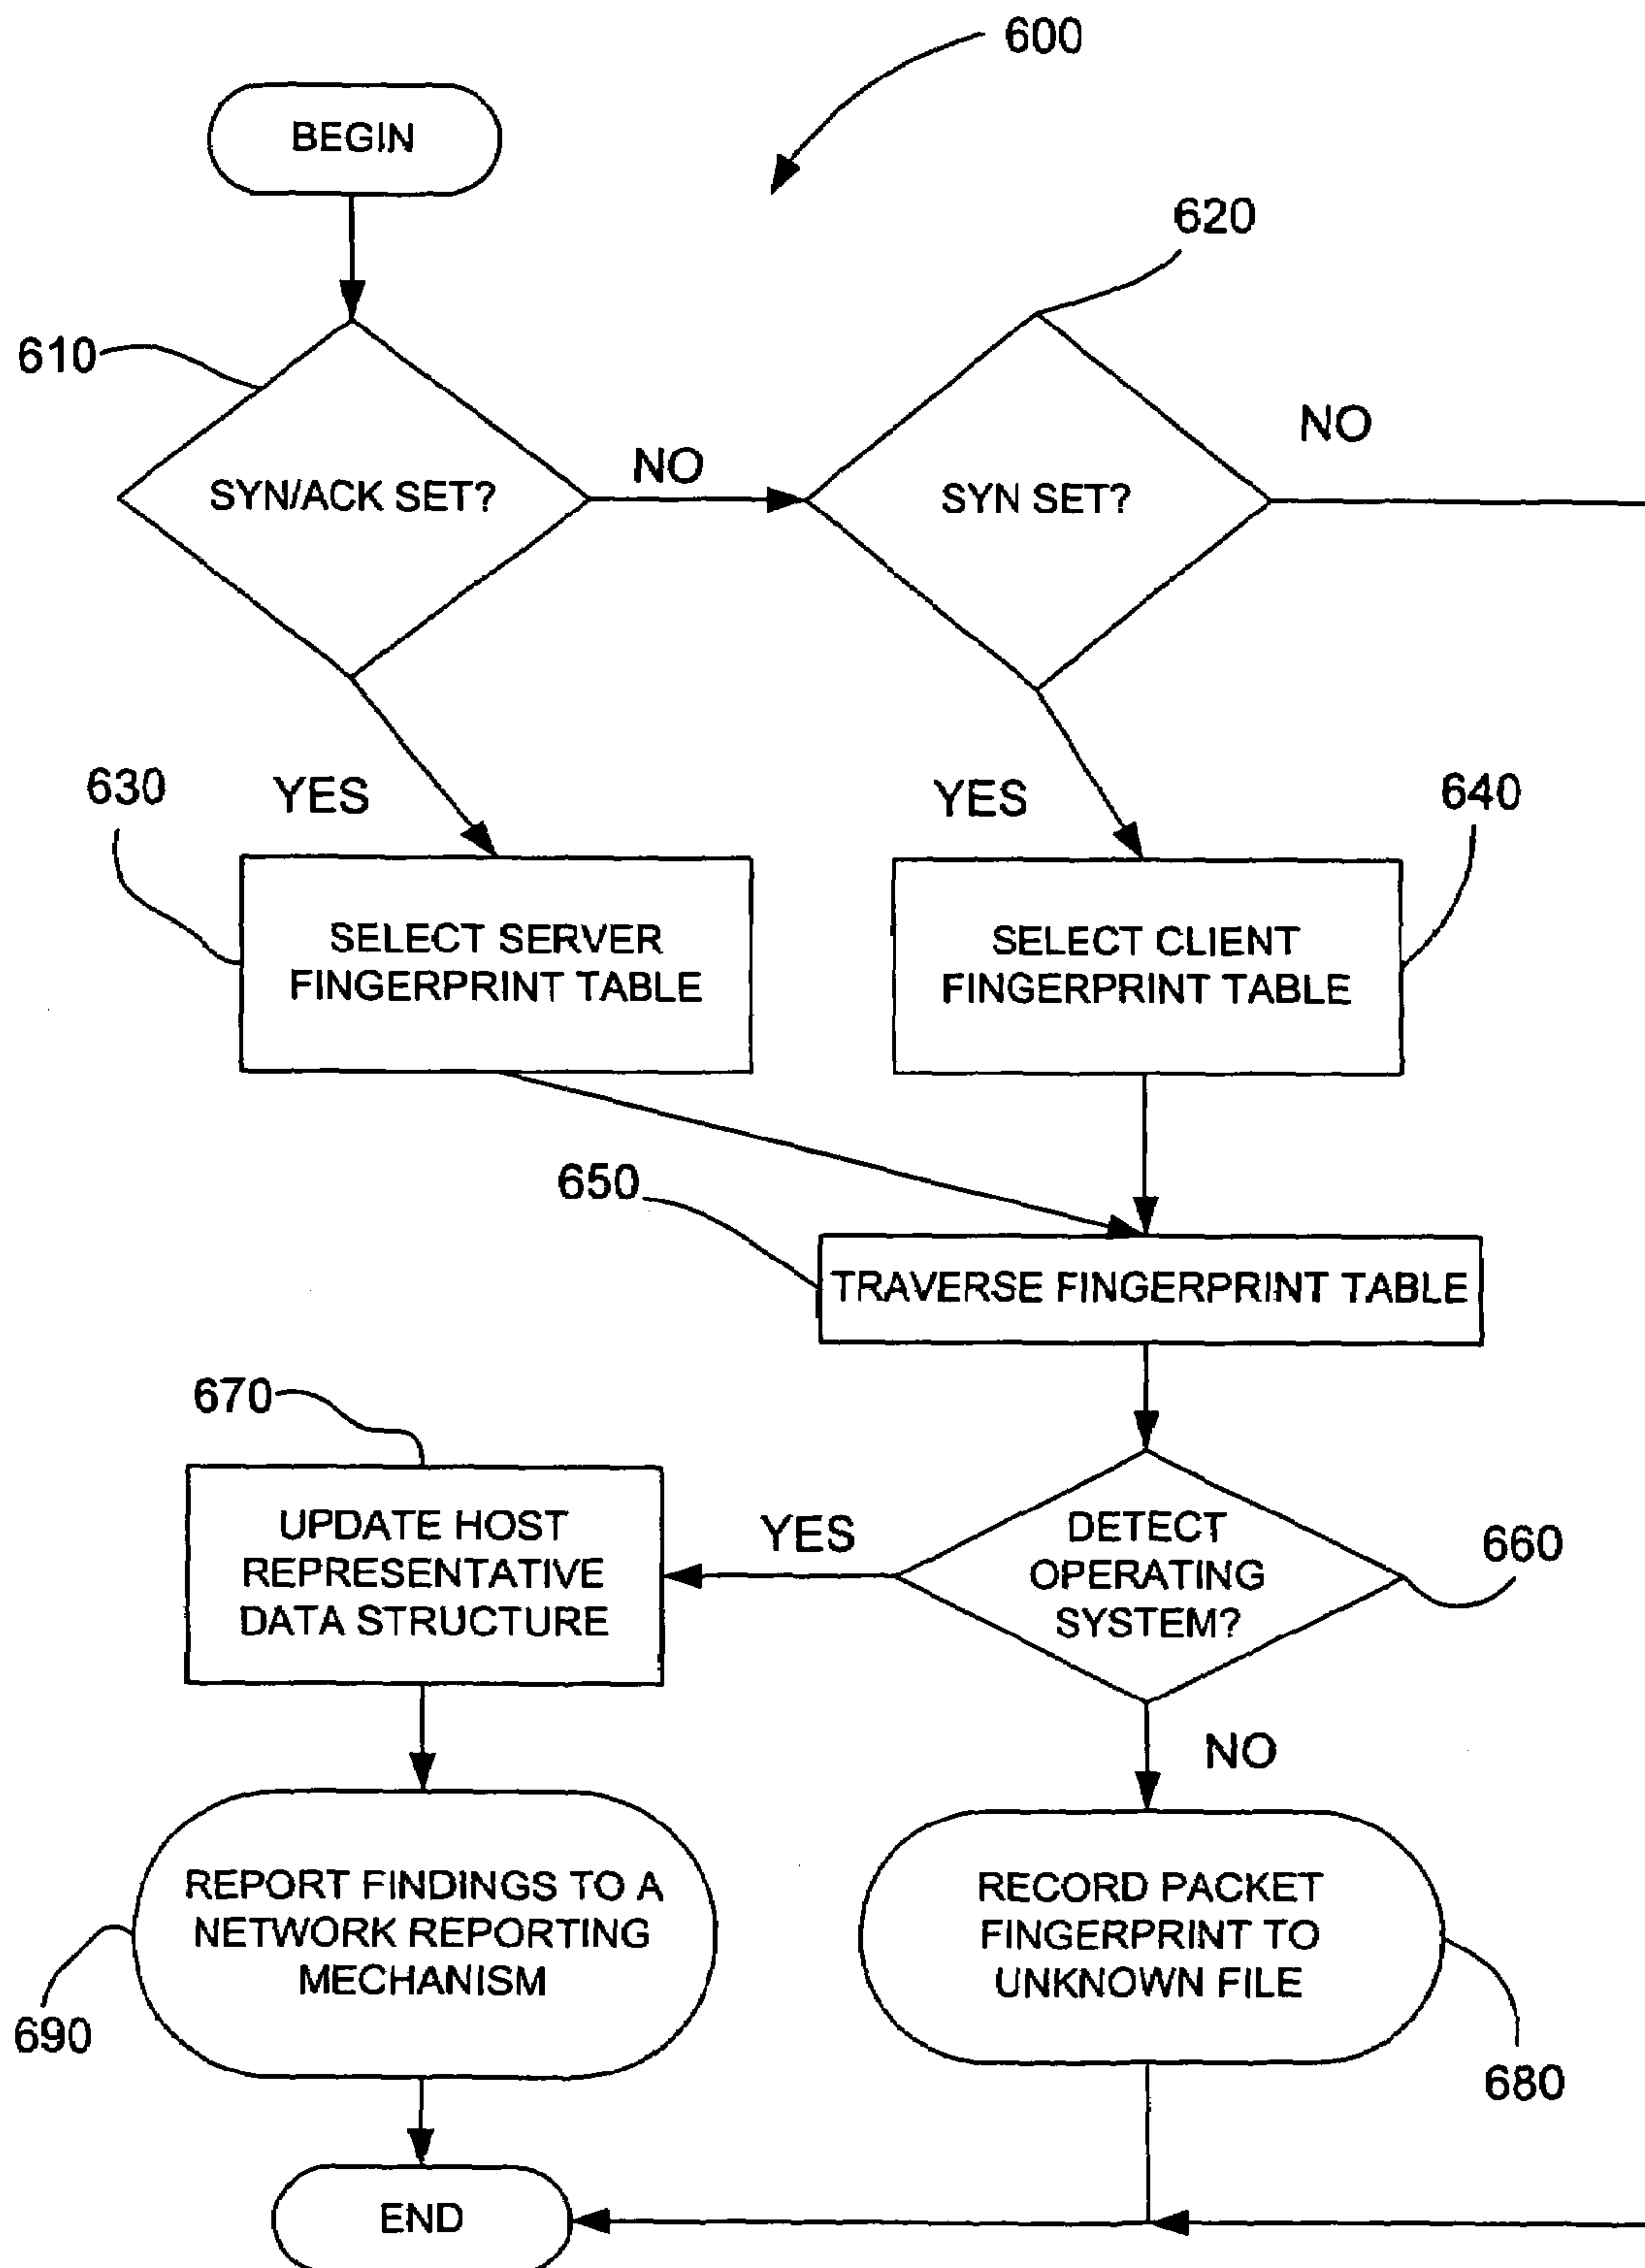 600
BEGIN
620
610
SYN/ACK SET?
NO
SYN SET?
NO
630
YES
YES
640
SELECT SERVER
FINGERPRINT TABLE
SELECT CLIENT
FINGERPRINT TABLE
650
TRAVERSE FINGERPRINT TABLE
670
UPDATE HOST
REPRESENTATIVE
DATA STRUCTURE
YES
DETECT
OPERATING
SYSTEM?
660
NO
REPORT FINDINGS TO A
NETWORK REPORTING
MECHANISM
690
RECORD PACKET
FINGERPRINT TO
UNKNOWN FILE
680
END